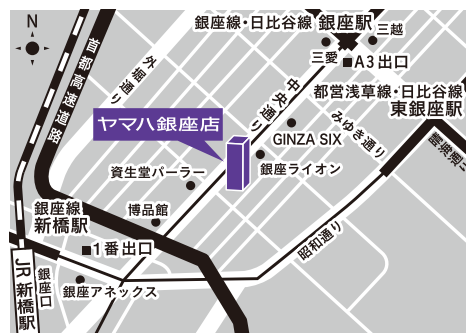 N
銀座線・日比谷線 銀座駅
三越
三愛
A3出口
首都高速道路
外堀通り
中央通り
都営浅草線・日比谷線
東銀座駅
ヤマハ銀座店
GINZA SIX
みゆき通り
晴海通り
銀座ライオン
資生堂パーラー
博品館
銀座線
新橋駅
1番出口
昭和通り
JR新橋駅
銀座口
銀座アネックス